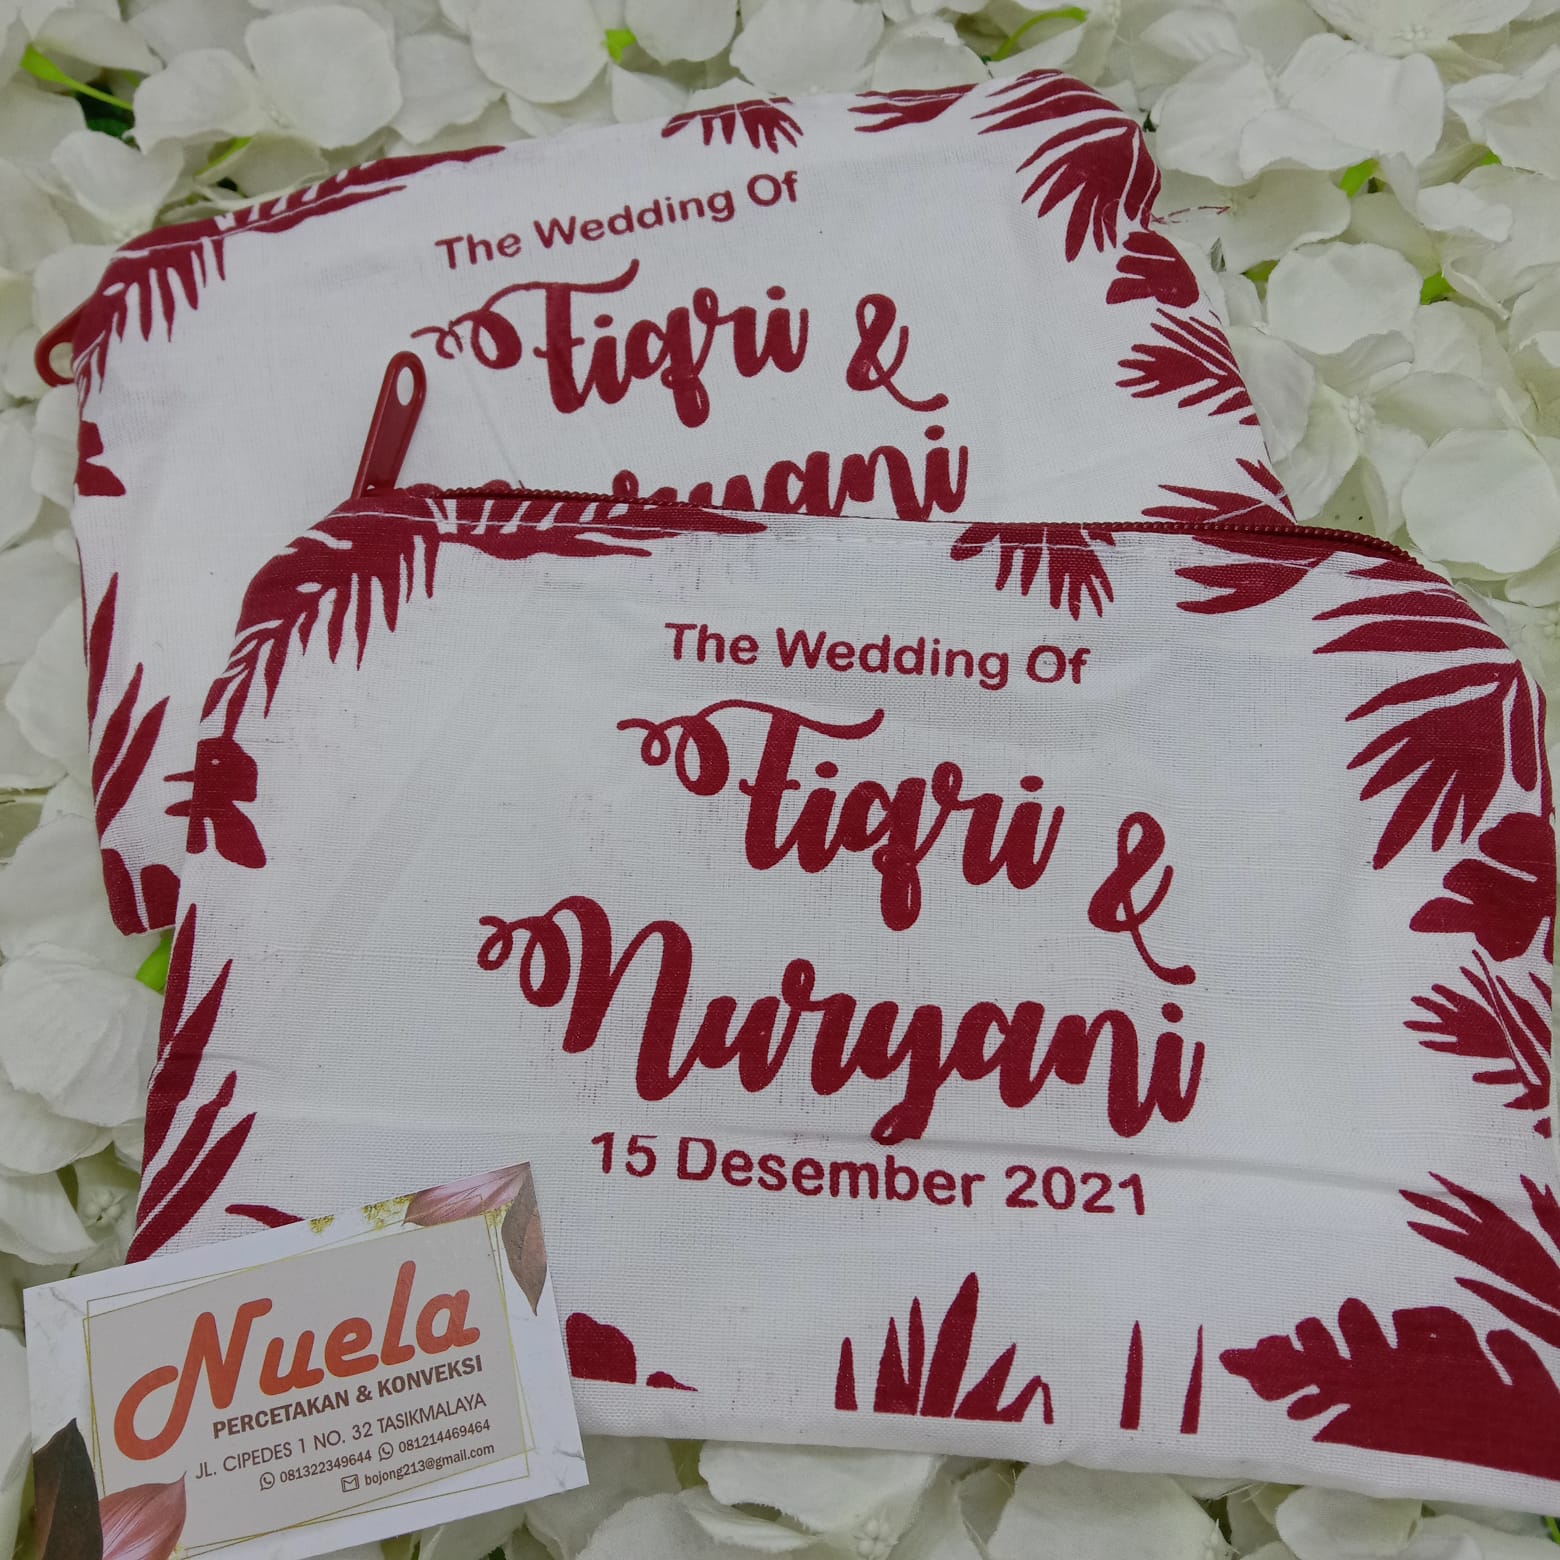 The Wedding Of
Fiqri &
Nuryani
The Wedding Of
Fiqri &
Nuryani
15 Desember 2021
Nuela
PERCETAKAN & KONVEKSI
JL. CIPEDES 1 NO. 32 TASIKMALAYA
081322349644 081214469464
bojong213@gmail.com